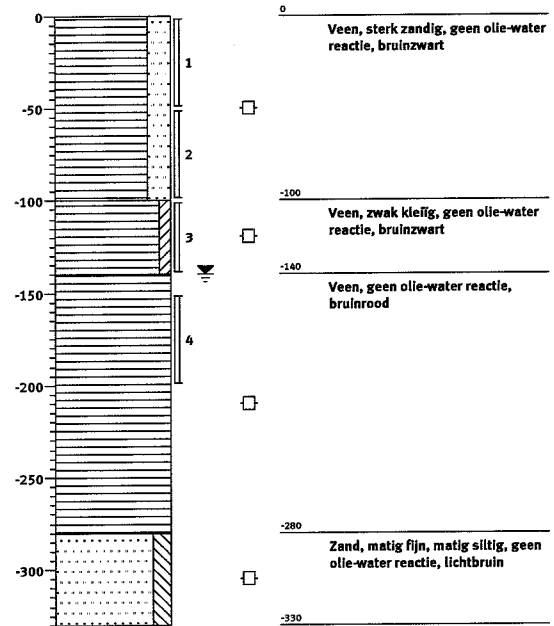 0
-50
-100
-150
-200
-250
-300
1
2
3
4
0
Veen, sterk zandig, geen olie-water
reactie, bruinzwart
-100
Veen, zwak kleiïg, geen olie-water
reactie, bruinzwart
-140
Veen, geen olie-water reactie,
bruinrood
-280
Zand, matig fijn, matig siltig, geen
olie-water reactie, lichtbruin
-330